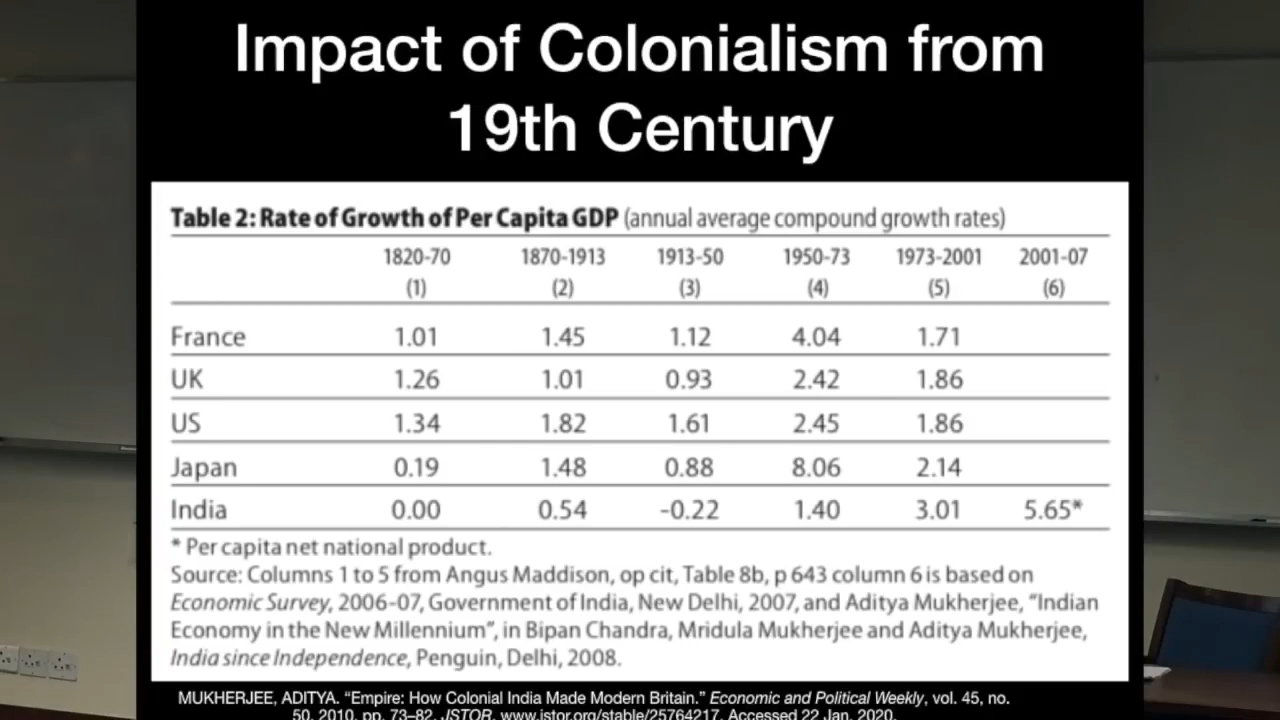 Impact of Colonialism from
19th Century
Table 2: Rate of Growth of Per Capita GDP (annual average compound growth rates)
1820-70 1870-1913 1913-50 1950-73 1973-2001 2001-07
(1) (2) (3) (4) (5) (6)
France 1.01 1.45 1.12 4.04 1.71
UK 1.26 1.01 0.93 2.42 1.86
US 1.34 1.82 1.61 2.45 1.86
Japan 0.19 1.48 0.88 8.06 2.14
India 0.00 0.54 -0.22 1.40 3.01 5.65*
* Per capita net national product.
Source: Columns 1 to 5 from Angus Maddison, op cit, Table 8b, p 643 column 6 is based on
Economic Survey, 2006-07, Government of India, New Delhi, 2007, and Aditya Mukherjee, “Indian
Economy in the New Millennium”, in Bipan Chandra, Mridula Mukherjee and Aditya Mukherjee,
India since Independence, Penguin, Delhi, 2008.
MUKHERJEE, ADITYA. “Empire: How Colonial India Made Modern Britain.” Economic and Political Weekly, vol. 45, no.
50, 2010, pp. 73–82. JSTOR, www.jstor.org/stable/25764217. Accessed 22 Jan. 2020.